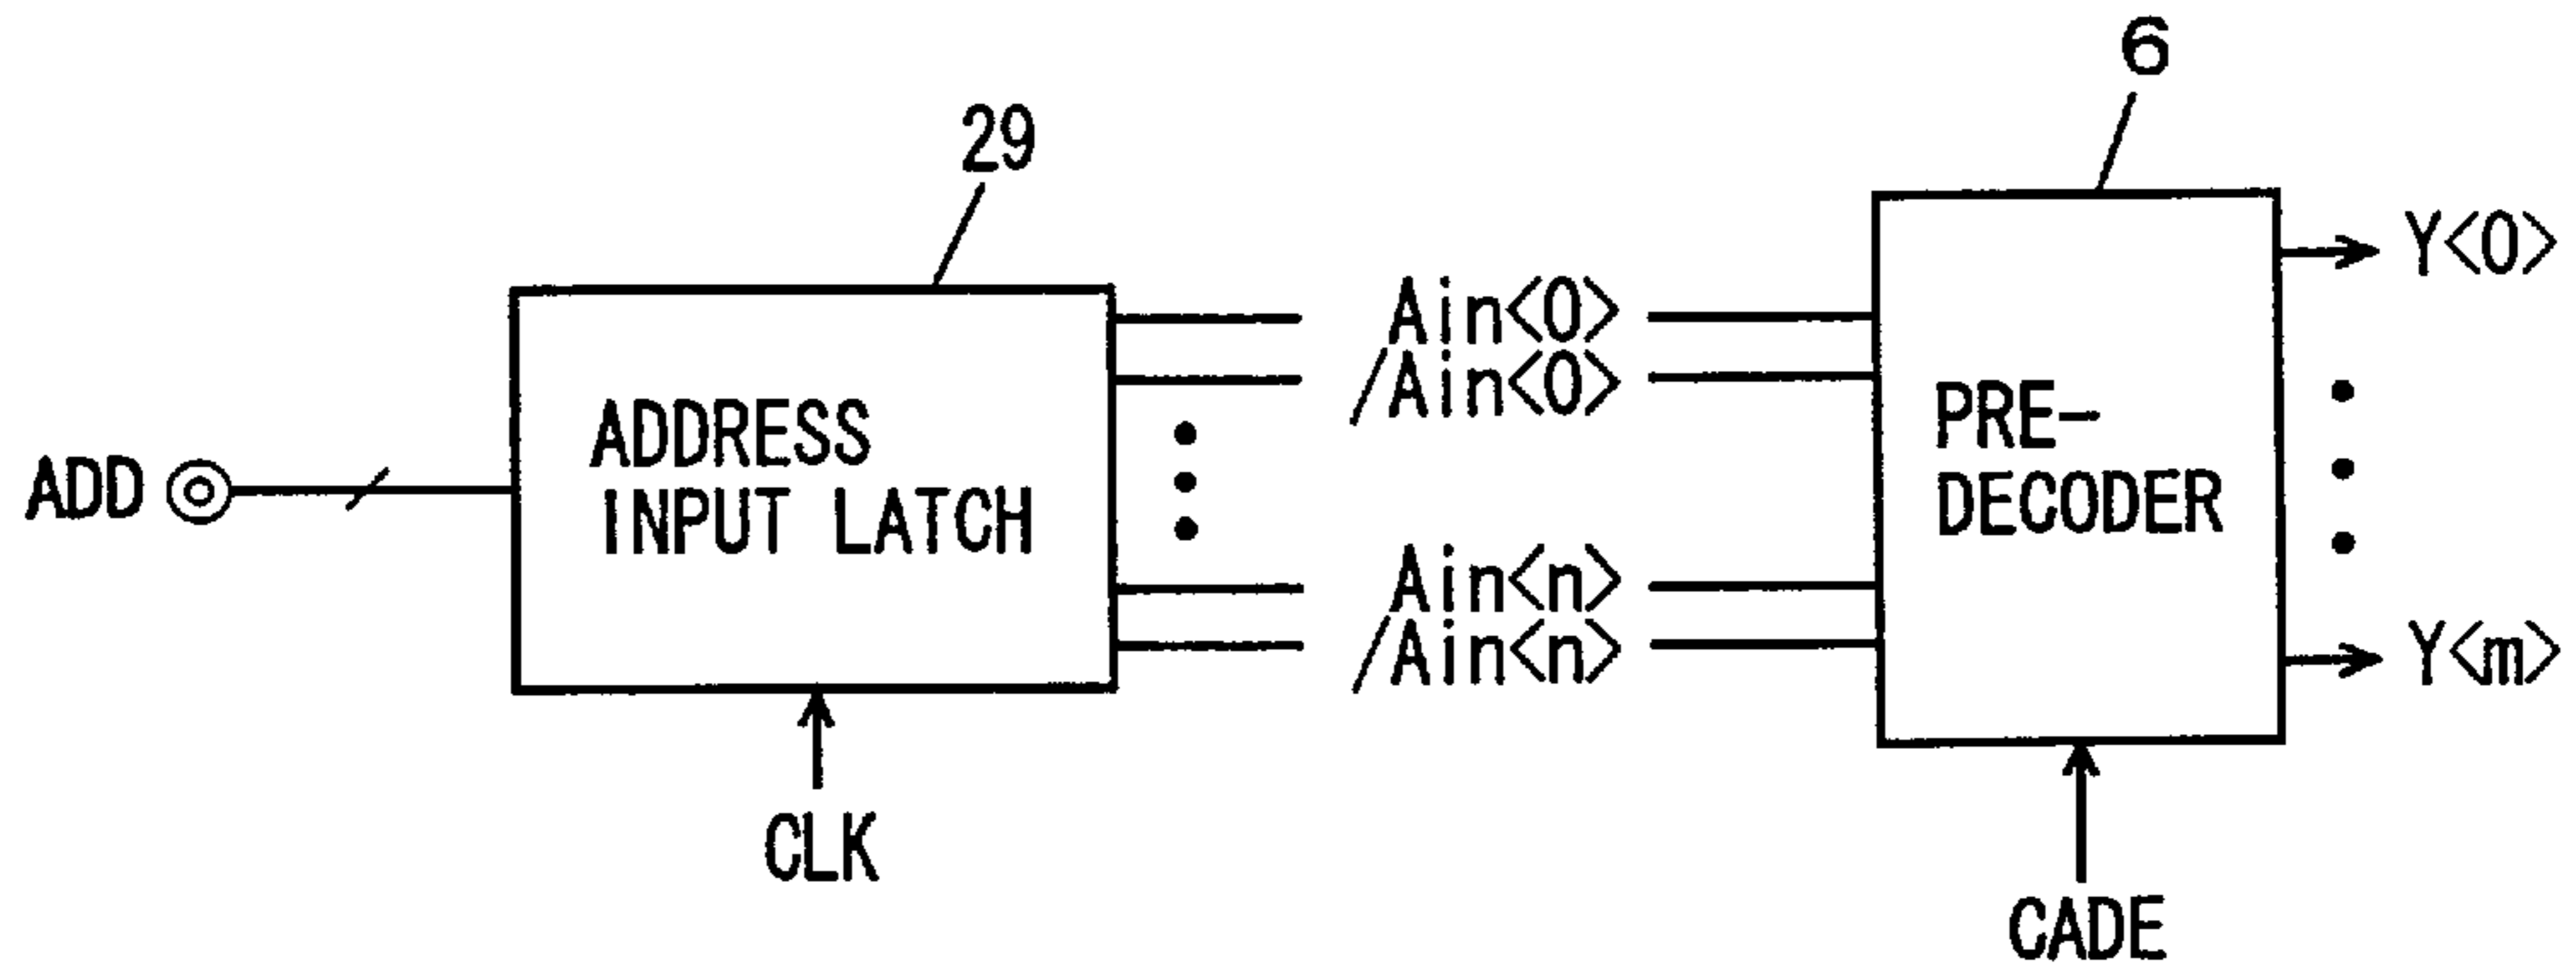 6
29
Y<0>
Ain<0>
/Ain<0>
ADDRESS
INPUT LATCH
PRE-
DECODER
ADD
Ain<n>
/Ain<n>
Y<m>
CLK
CADE